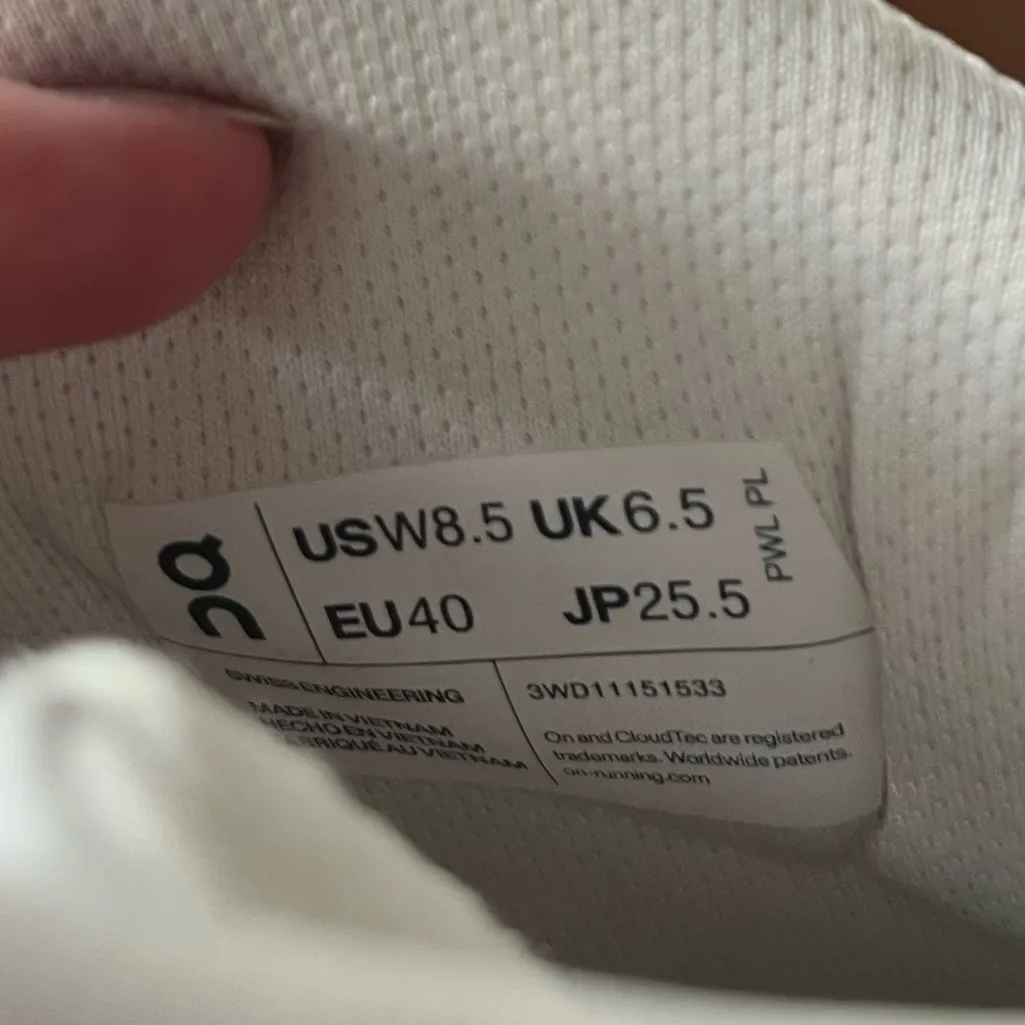 On
USW8.5 UK6.5
EU40 JP25.5
PWL PL
SWISS ENGINEERING
MADE IN VIETNAM
HECHO EN VIETNAM
FABRIQUÉ AU VIETNAM
3WD11151533
On and CloudTec are registered
trademarks. Worldwide patents.
on-running.com